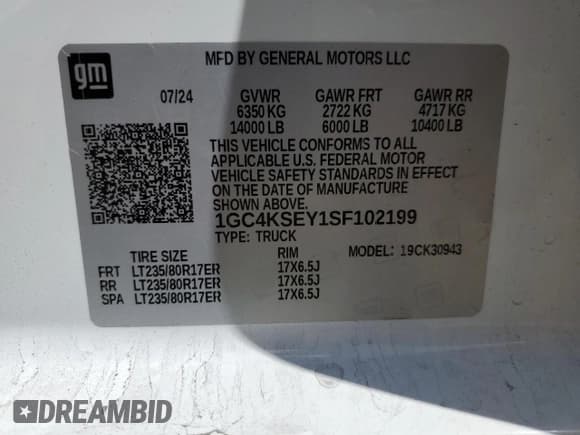 gm
MFD BY GENERAL MOTORS LLC
07/24 GVWR GAWR FRT GAWR RR
6350 KG 2722 KG 4717 KG
14000 LB 6000 LB 10400 LB
THIS VEHICLE CONFORMS TO ALL
APPLICABLE U.S. FEDERAL MOTOR
VEHICLE SAFETY STANDARDS IN EFFECT
ON THE DATE OF MANUFACTURE
SHOWN ABOVE.
1GC4KSEY1SF102199
TYPE: TRUCK MODEL: 19CK30943
TIRE SIZE RIM
FRT LT235/80R17ER 17X6.5J
RR LT235/80R17ER 17X6.5J
SPA LT235/80R17ER 17X6.5J
DREAMBID